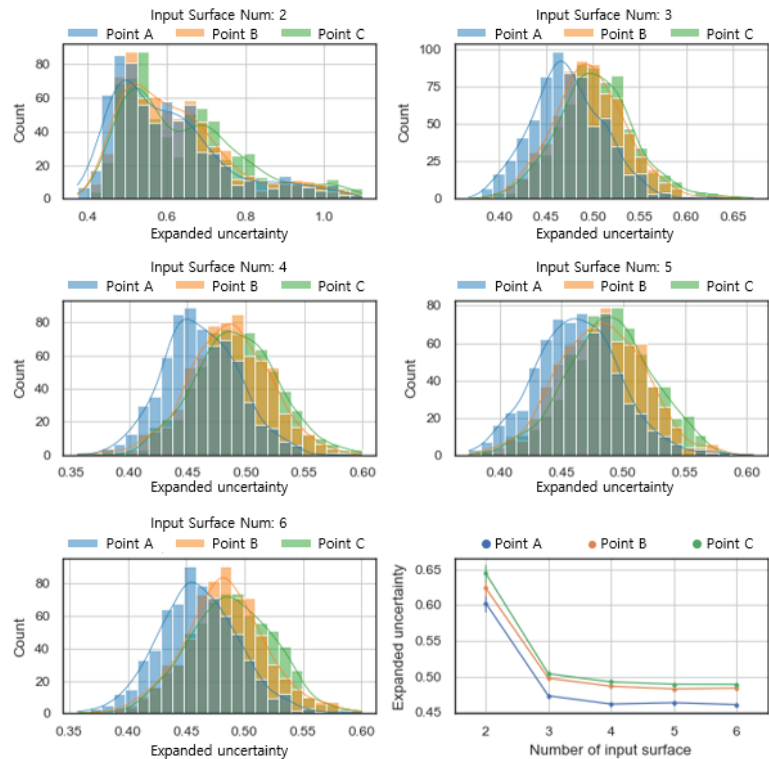 Input Surface Num: 2
Point A Point B Point C
Count
80
60
40
20
0
0.4 0.6 0.8 1.0
Expanded uncertainty
Input Surface Num: 3
Point A Point B Point C
Count
100
75
50
25
0
0.40 0.45 0.50 0.55 0.60 0.65
Expanded uncertainty
Input Surface Num: 4
Point A Point B Point C
Count
80
60
40
20
0
0.35 0.40 0.45 0.50 0.55 0.60
Expanded uncertainty
Input Surface Num: 5
Point A Point B Point C
Count
80
60
40
20
0
0.40 0.45 0.50 0.55 0.60
Expanded uncertainty
Input Surface Num: 6
Point A Point B Point C
Count
80
60
40
20
0
0.35 0.40 0.45 0.50 0.55 0.60
Expanded uncertainty
Point A Point B Point C
Expanded uncertainty
0.65
0.60
0.55
0.50
0.45
2 3 4 5 6
Number of input surface